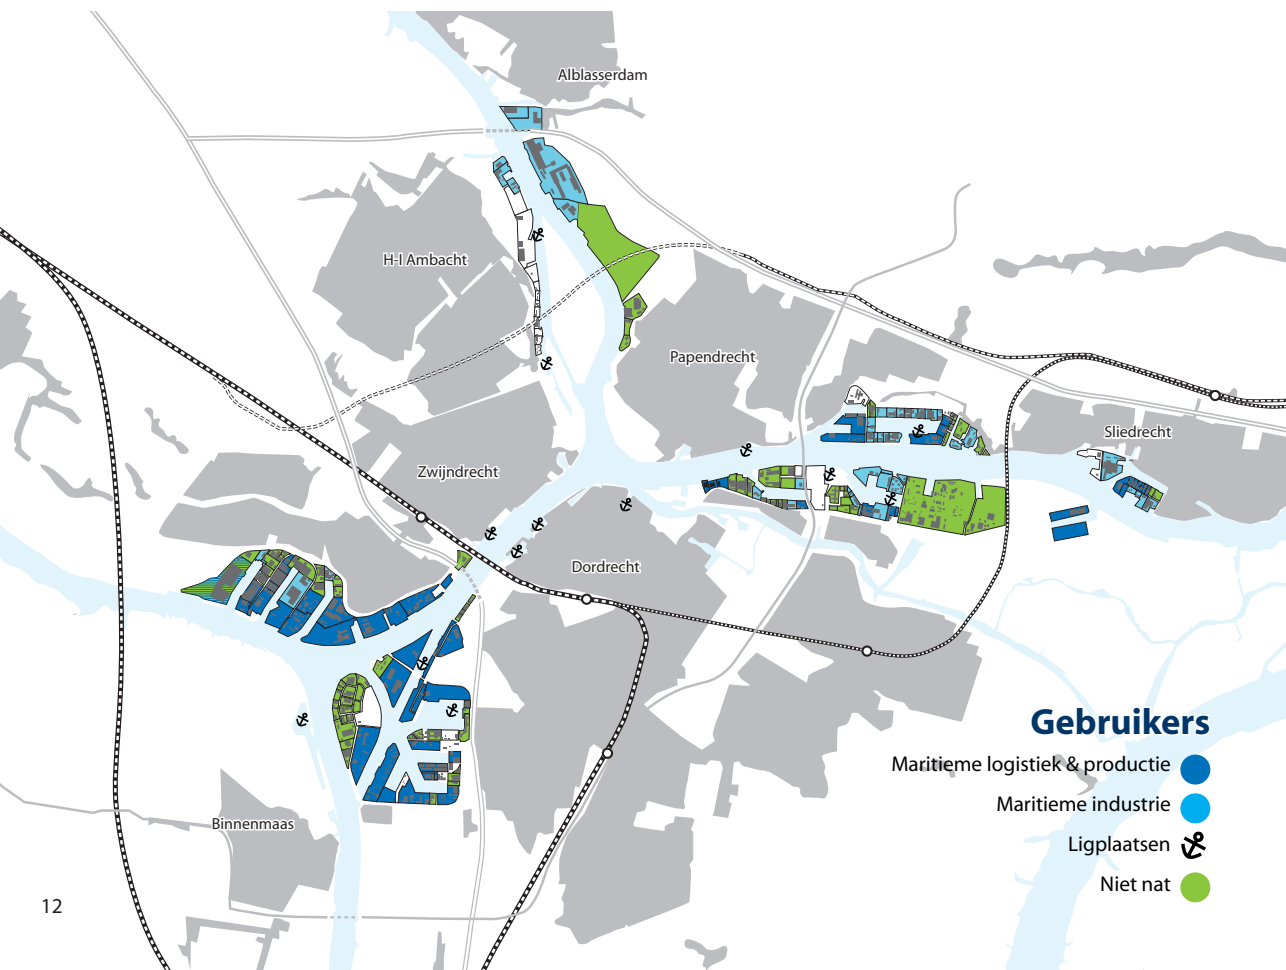 Alblasserdam
H-I Ambacht
Papendrecht
Sliedrecht
Zwijndrecht
Dordrecht
Gebruikers
Maritieme logistiek & productie
Maritieme industrie
Ligplaatsen
Niet nat
Binnenmaas
12